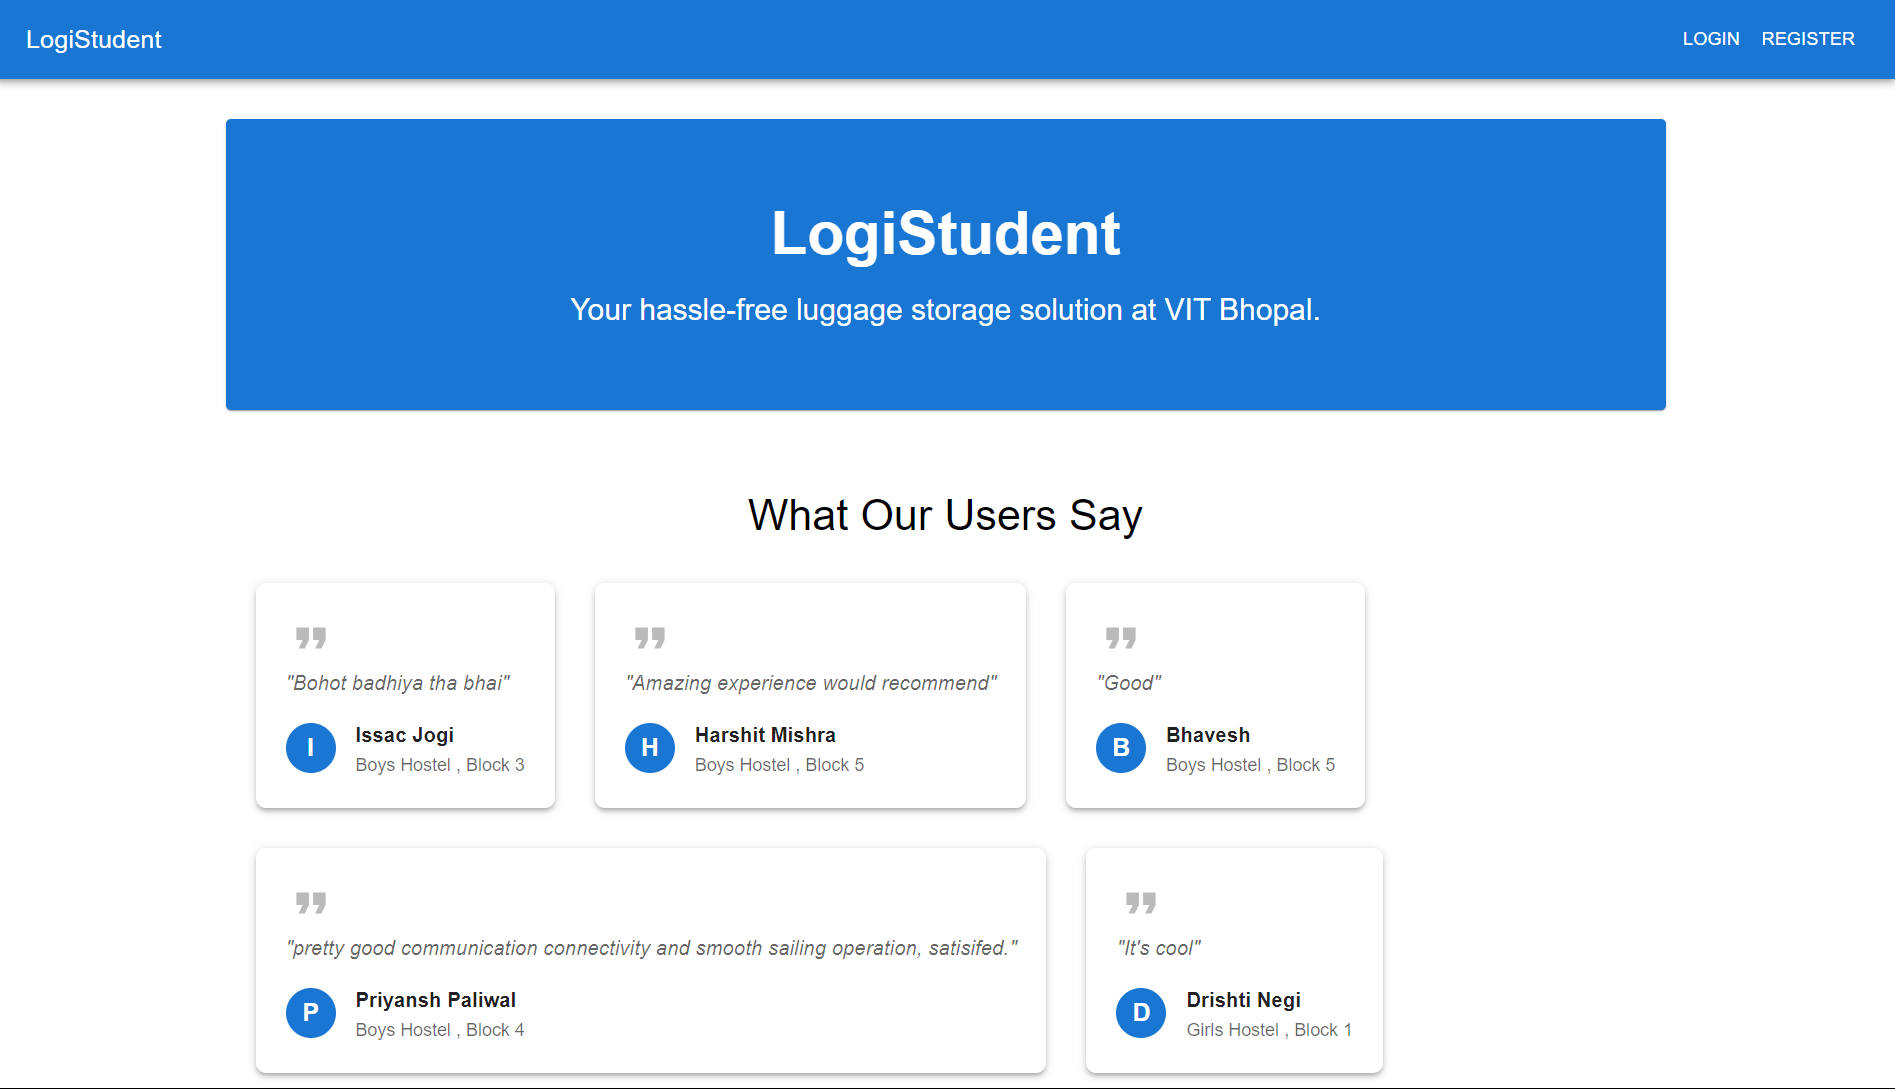 LogiStudent
LOGIN REGISTER
LogiStudent
Your hassle-free luggage storage solution at VIT Bhopal.
What Our Users Say
"Bohot badhiya tha bhai"
I
Issac Jogi
Boys Hostel , Block 3
"Amazing experience would recommend"
H
Harshit Mishra
Boys Hostel , Block 5
"Good"
B
Bhavesh
Boys Hostel , Block 5
"pretty good communication connectivity and smooth sailing operation, satisifed."
P
Priyansh Paliwal
Boys Hostel , Block 4
"It's cool"
D
Drishti Negi
Girls Hostel , Block 1